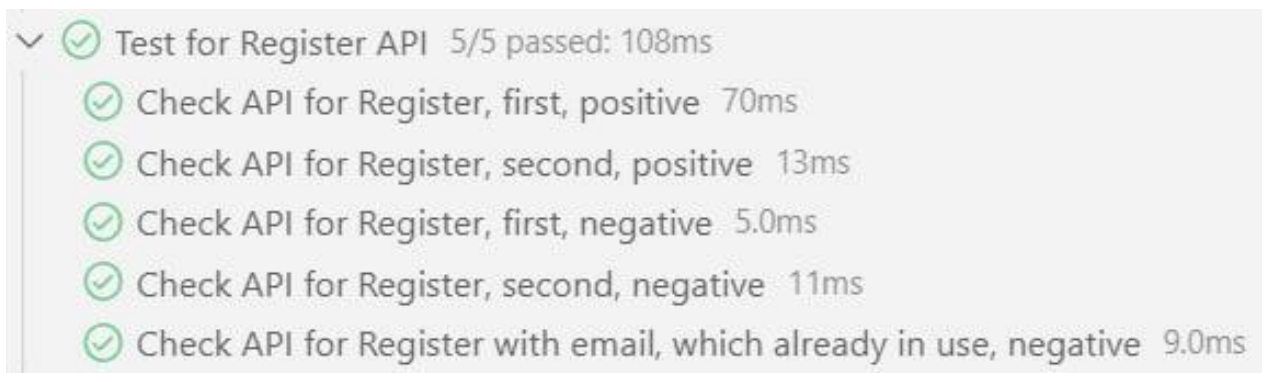 Test for Register API 5/5 passed: 108ms
Check API for Register, first, positive 70ms
Check API for Register, second, positive 13ms
Check API for Register, first, negative 5.0ms
Check API for Register, second, negative 11ms
Check API for Register with email, which already in use, negative 9.0ms